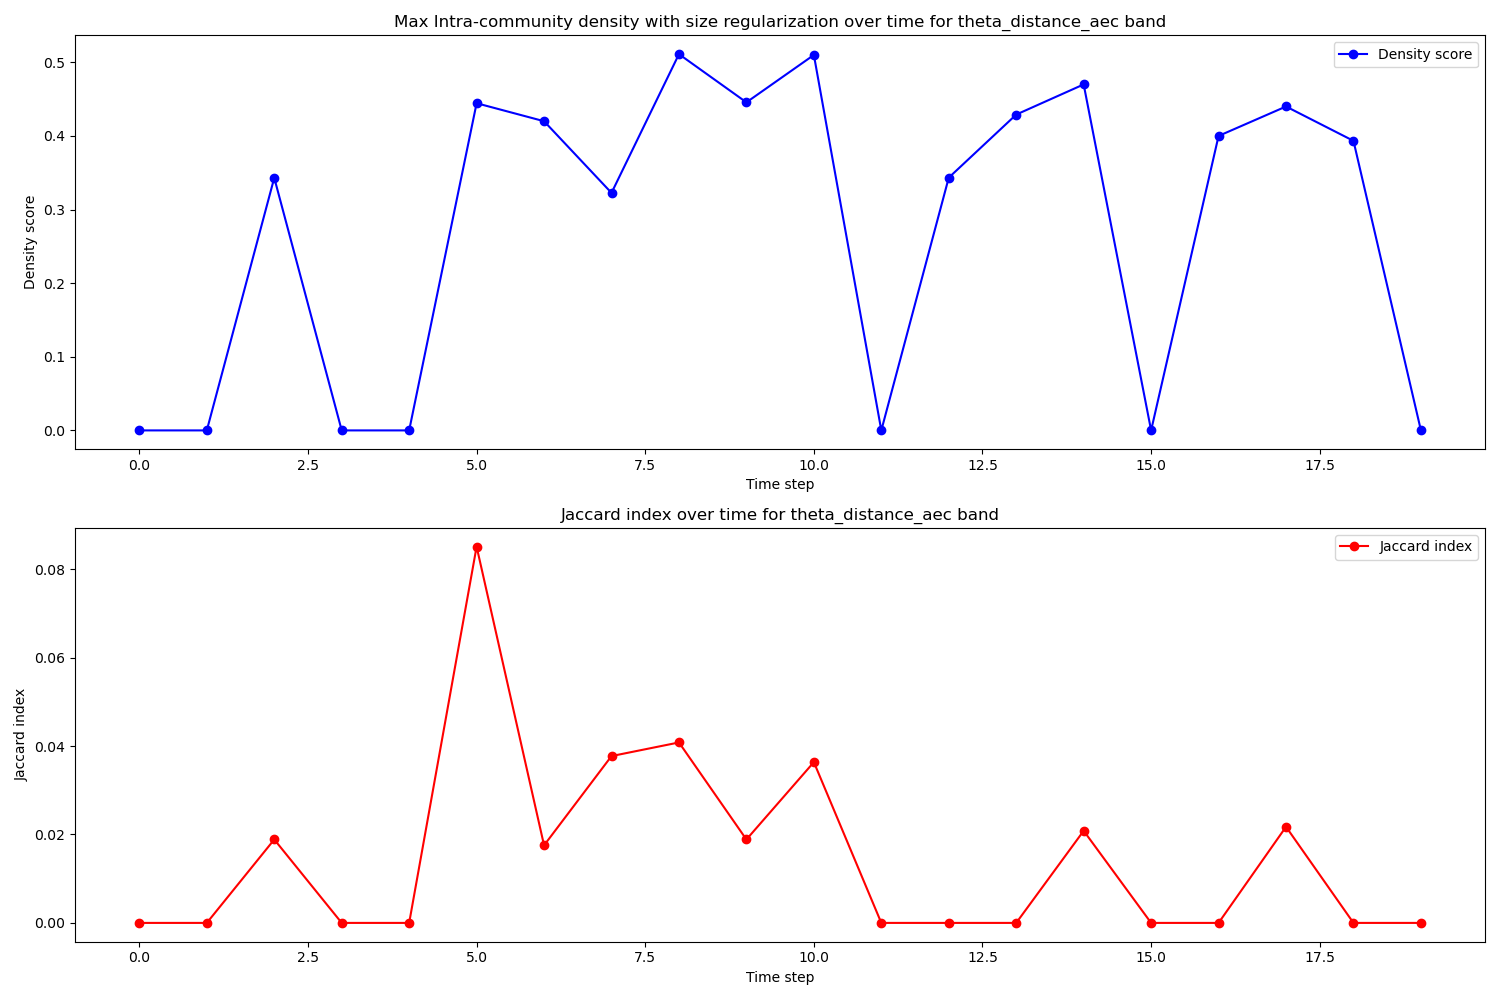 Max Intra-community density with size regularization over time for theta_distance_aec band
Density score
0.5
0.4
0.3
0.2
0.1
0.0
Density score
0.0 2.5 5.0 7.5 10.0 12.5 15.0 17.5
Time step
Jaccard index over time for theta_distance_aec band
Jaccard index
0.08
0.06
0.04
0.02
0.00
Jaccard index
0.0 2.5 5.0 7.5 10.0 12.5 15.0 17.5
Time step